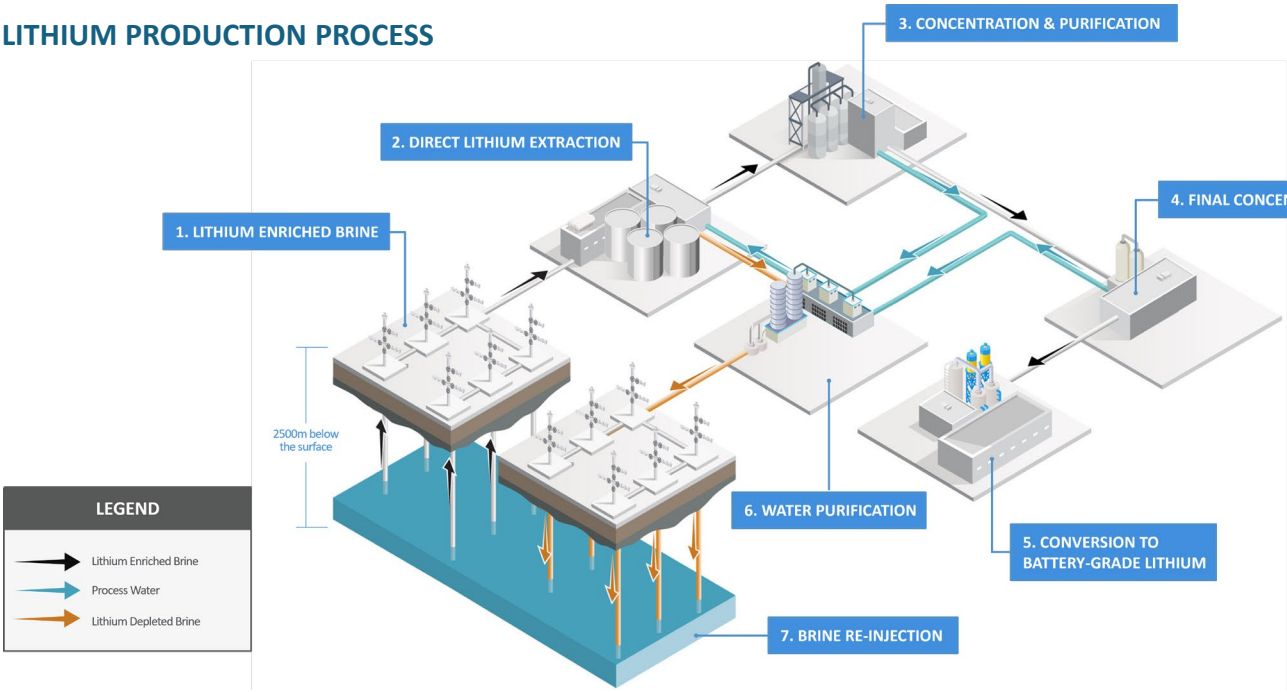 LITHIUM PRODUCTION PROCESS
3. CONCENTRATION & PURIFICATION
2. DIRECT LITHIUM EXTRACTION
4. FINAL
1. LITHIUM ENRICHED BRINE
2500m below
the surface
LEGEND
Lithium Enriched Brine
Process Water
Lithium Depleted Brine
6. WATER PURIFICATION
5. CONVERSION TO
BATTERY-GRADE LITHIUM
7. BRINE RE-INJECTION